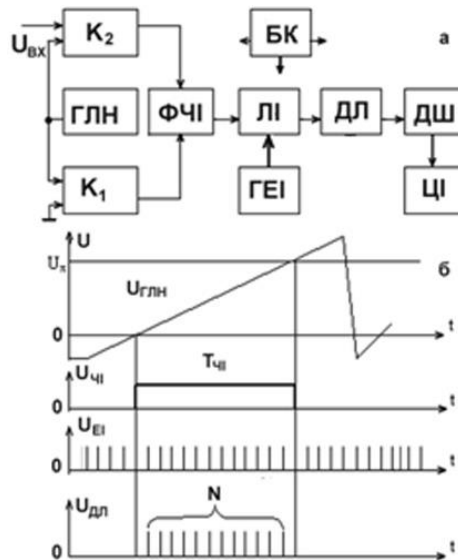 K₂
БК
а
Uвх
ГЛН
ФЧІ
ЛІ
ДЛ
ДШ
K₁
ГЕІ
ЦІ
U
б
Uглн
0
t
Uчі
Tчі
0
t
Uеі
0
t
Uдл
N
0
t